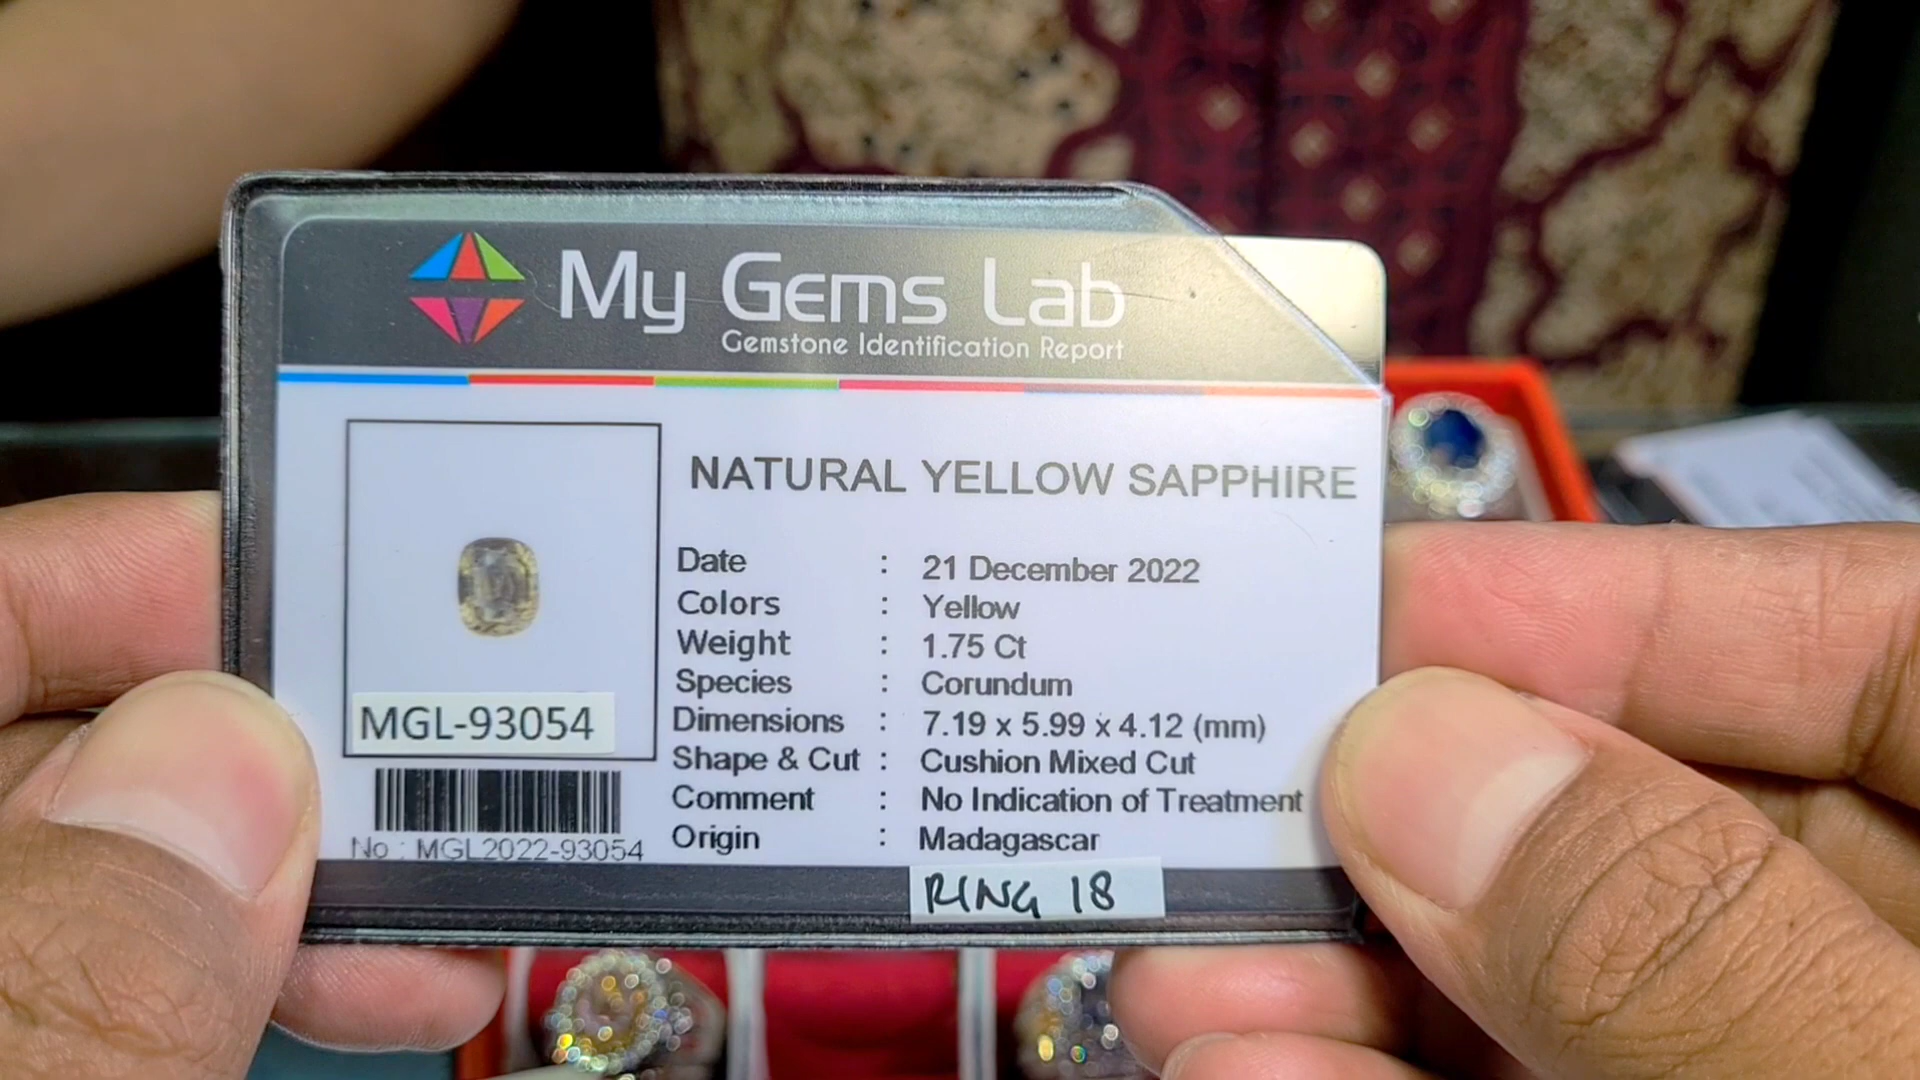 My Gems Lab
Gemstone Identification Report
NATURAL YELLOW SAPPHIRE
Date : 21 December 2022
Colors : Yellow
Weight : 1.75 Ct
Species : Corundum
Dimensions : 7.19 x 5.99 x 4.12 (mm)
Shape & Cut : Cushion Mixed Cut
Comment : No Indication of Treatment
Origin : Madagascar
MGL-93054
No : MGL2022-93054
RING 18